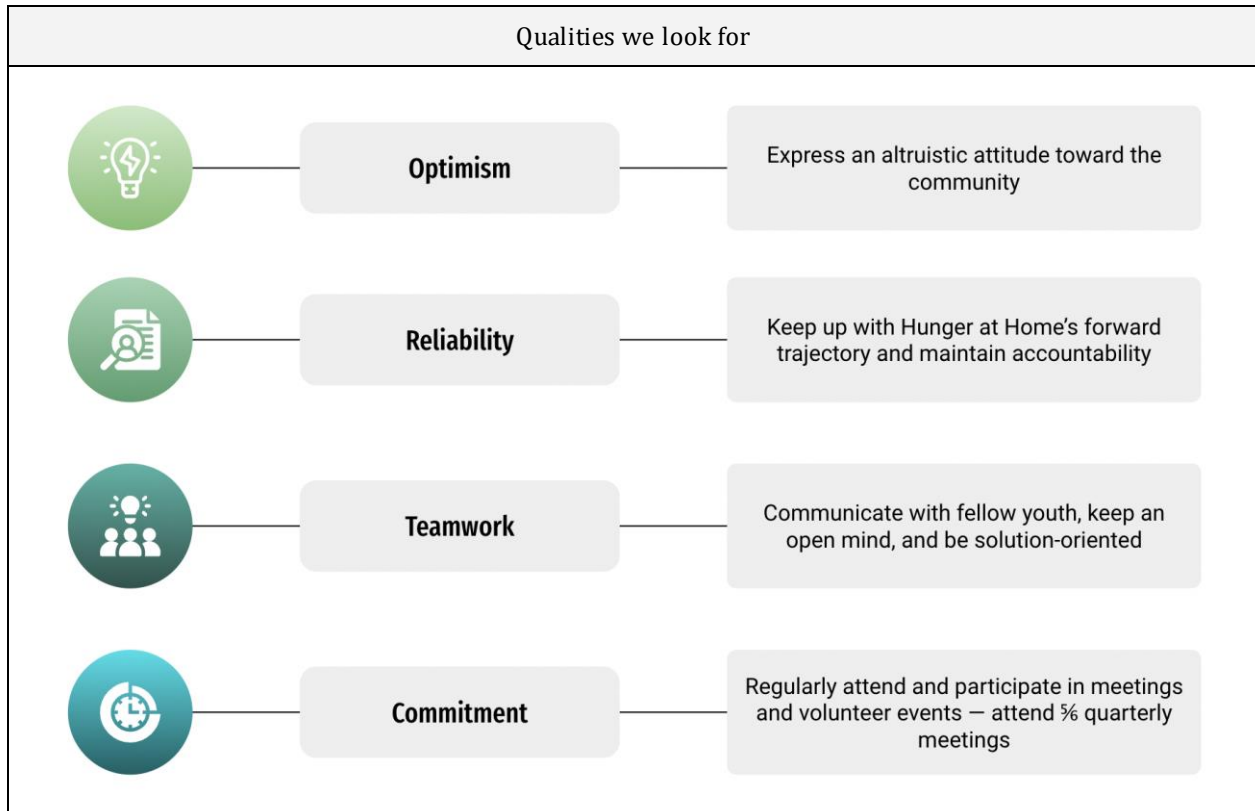 Qualities we look for
Optimism
Express an altruistic attitude toward the
community
Reliability
Keep up with Hunger at Home’s forward
trajectory and maintain accountability
Teamwork
Communicate with fellow youth, keep an
open mind, and be solution-oriented
Commitment
Regularly attend and participate in meetings
and volunteer events — attend ⅚ quarterly
meetings